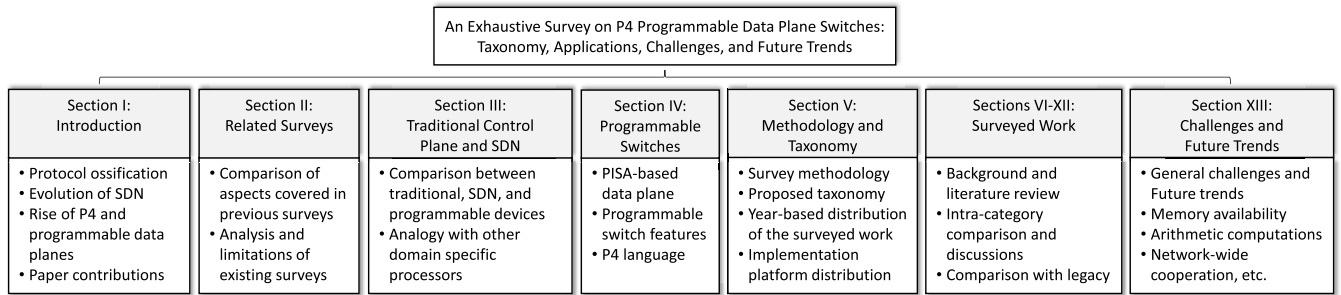 An Exhaustive Survey on P4 Programmable Data Plane Switches:
Taxonomy, Applications, Challenges, and Future Trends
Section I:
Introduction
• Protocol ossification
• Evolution of SDN
• Rise of P4 and
programmable data
planes
• Paper contributions
Section II:
Related Surveys
• Comparison of
aspects covered in
previous surveys
• Analysis and
limitations of
existing surveys
Section III:
Traditional Control
Plane and SDN
• Comparison between
traditional, SDN, and
programmable devices
• Analogy with other
domain specific
processors
Section IV:
Programmable
Switches
• PISA-based
data plane
• Programmable
switch features
• P4 language
Section V:
Methodology and
Taxonomy
• Survey methodology
• Proposed taxonomy
• Year-based distribution
of the surveyed work
• Implementation
platform distribution
Sections VI-XII:
Surveyed Work
• Background and
literature review
• Intra-category
comparison and
discussions
• Comparison with legacy
Section XIII:
Challenges and
Future Trends
• General challenges and
Future trends
• Memory availability
• Arithmetic computations
• Network-wide
cooperation, etc.